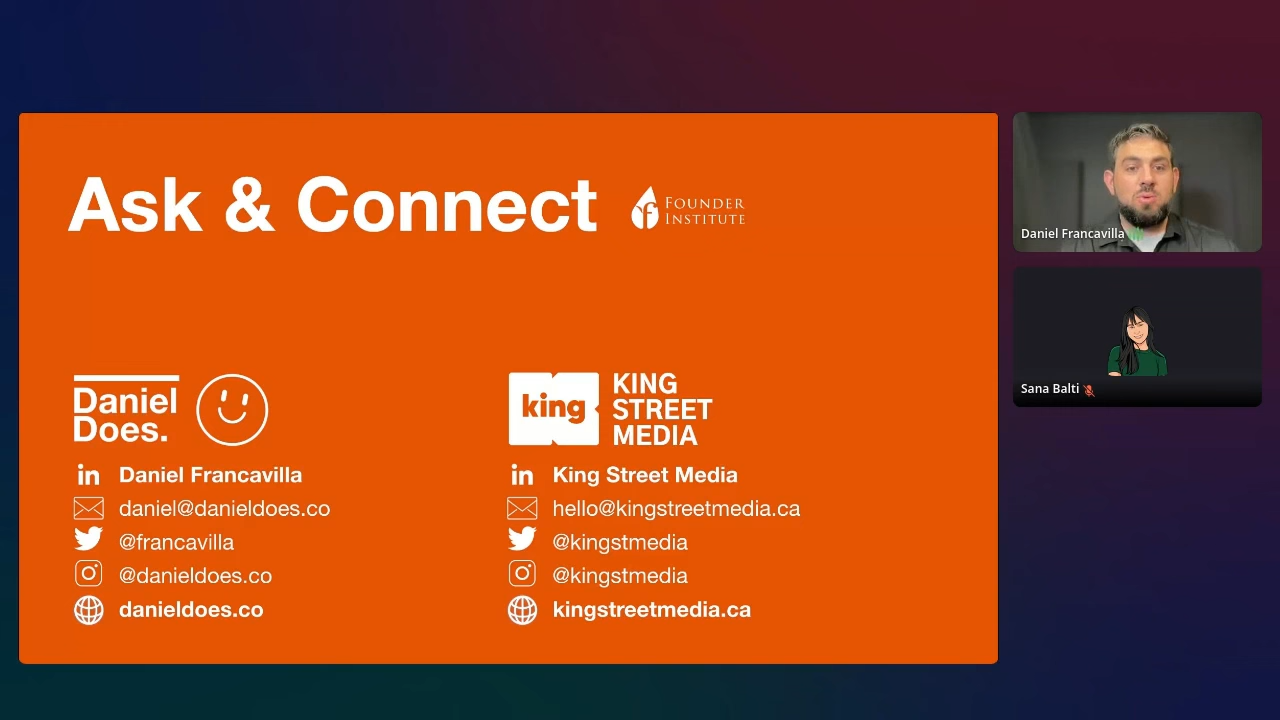 Ask & Connect
FOUNDER
INSTITUTE
Daniel
Does.
Daniel Francavilla
daniel@danieldoes.co
@francavilla
@danieldoes.co
danieldoes.co
king
KING
STREET
MEDIA
King Street Media
hello@kingstreetmedia.ca
@kingstmedia
@kingstmedia
kingstreetmedia.ca
Daniel Francavilla
Sana Balti